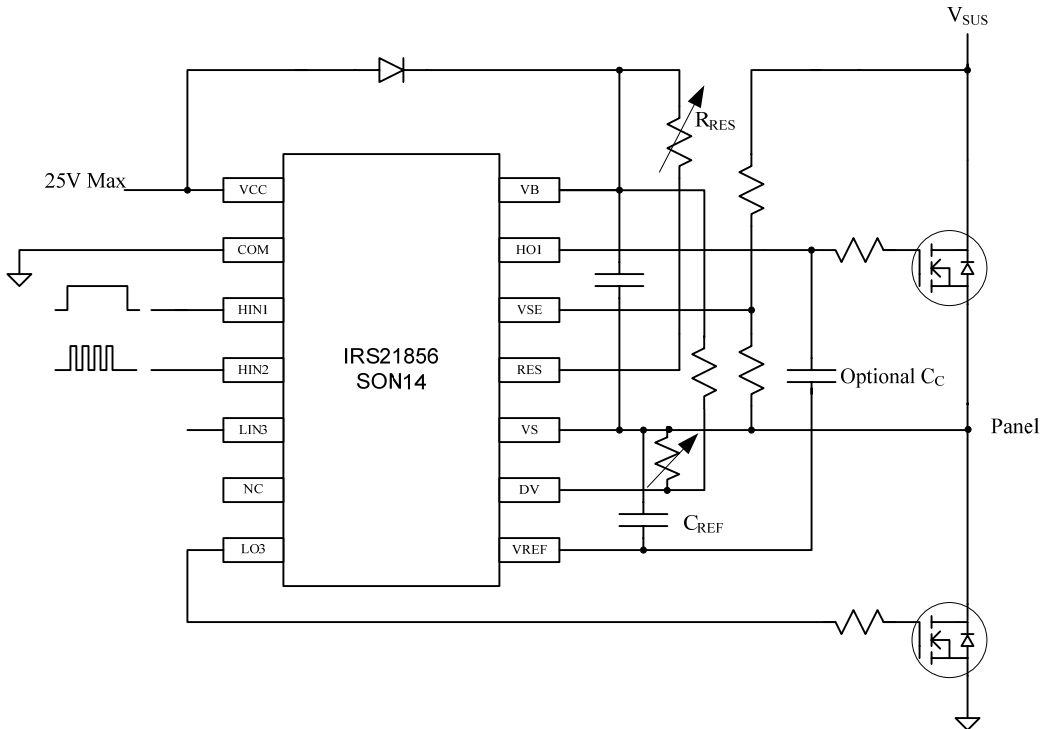 VSUS
RRES
25V Max
VCC
VB
COM
HO1
HIN1
VSE
IRS21856
SON14
HIN2
RES
Optional CC
LIN3
VS
Panel
NC
DV
CREF
LO3
VREF